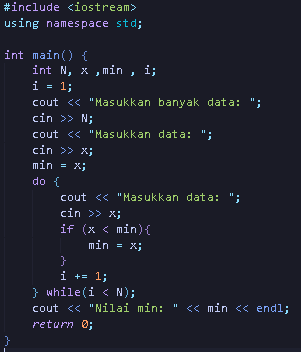 #include <iostream>
using namespace std;

int main() {
    int N, x ,min , i;
    i = 1;
    cout << "Masukkan banyak data: ";
    cin >> N;
    cout << "Masukkan data: ";
    cin >> x;
    min = x;
    do {
        cout << "Masukkan data: ";
        cin >> x;
        if (x < min){
            min = x;
        }
        i += 1;
    } while(i < N);
    cout << "Nilai min: " << min << endl;
    return 0;
}